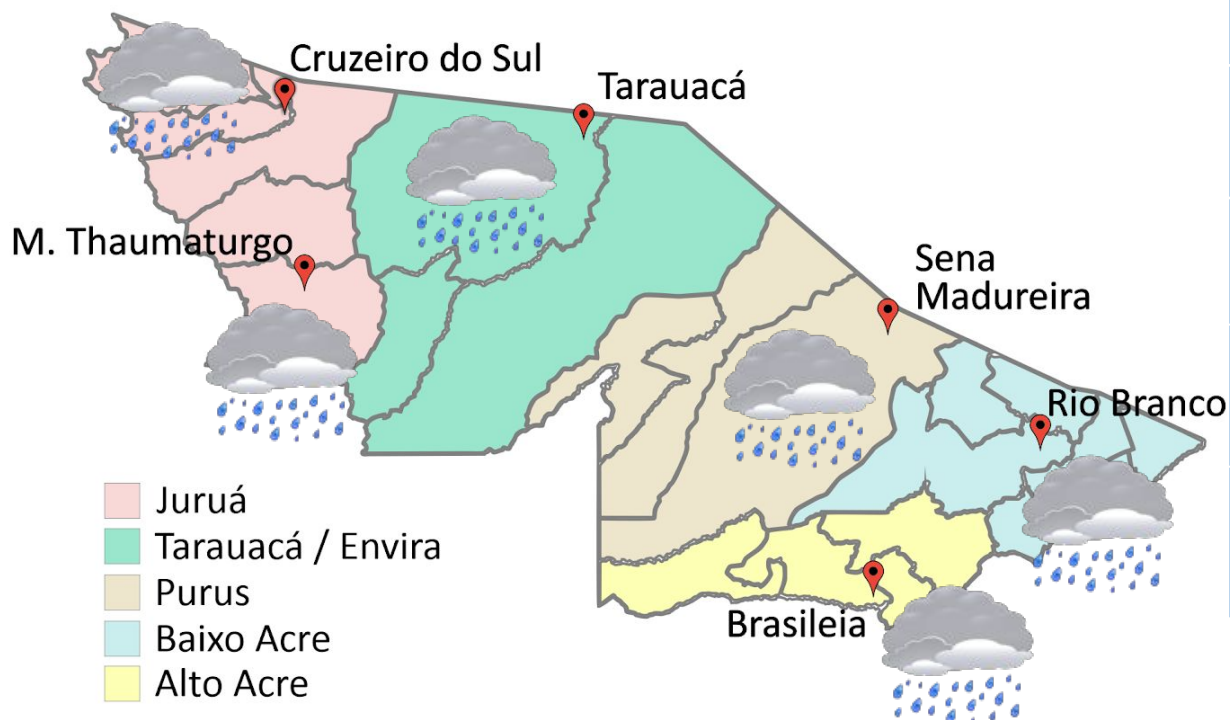 Cruzeiro do Sul
Tarauacá
M. Thaumaturgo
Sena
Madureira
Rio Branco
Brasileia
Juruá
Tarauacá / Envira
Purus
Baixo Acre
Alto Acre